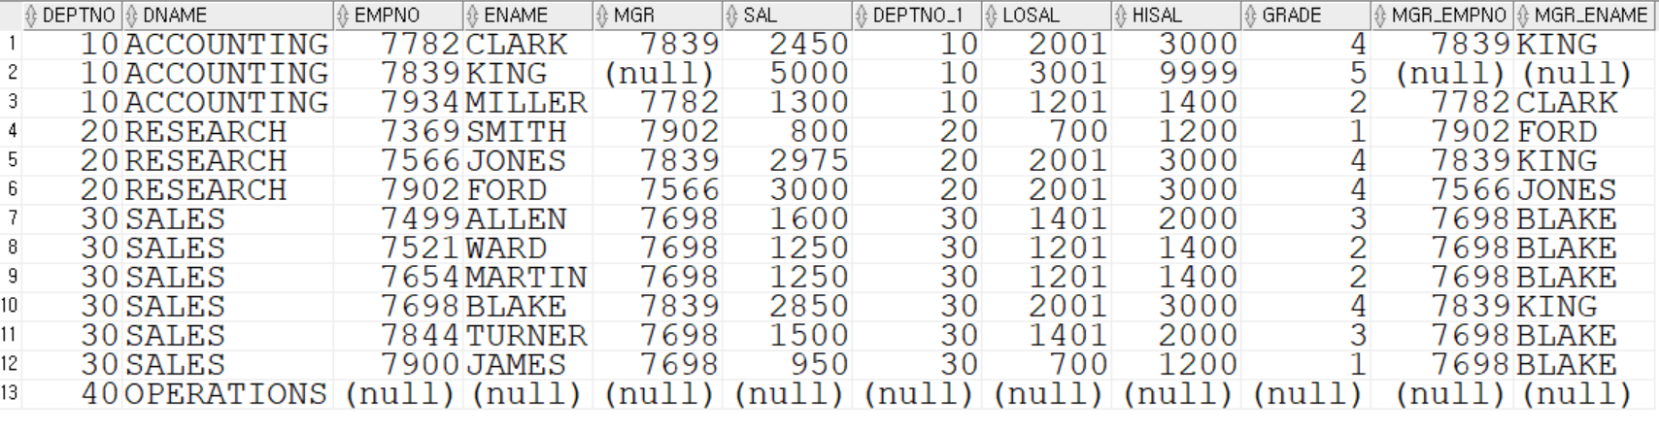 DEPTNO DNAME EMPNO ENAME MGR SAL DEPTNO_1 LOSAL HISAL GRADE MGR_EMPNO MGR_ENAME
1 10 ACCOUNTING 7782 CLARK 7839 2450 10 2001 3000 4 7839 KING
2 10 ACCOUNTING 7839 KING (null) 5000 10 3001 9999 5 (null) (null)
3 10 ACCOUNTING 7934 MILLER 7782 1300 10 1201 1400 2 7782 CLARK
4 20 RESEARCH 7369 SMITH 7902 800 20 700 1200 1 7902 FORD
5 20 RESEARCH 7566 JONES 7839 2975 20 2001 3000 4 7839 KING
6 20 RESEARCH 7902 FORD 7566 3000 20 2001 3000 4 7566 JONES
7 30 SALES 7499 ALLEN 7698 1600 30 1401 2000 3 7698 BLAKE
8 30 SALES 7521 WARD 7698 1250 30 1201 1400 2 7698 BLAKE
9 30 SALES 7654 MARTIN 7698 1250 30 1201 1400 2 7698 BLAKE
10 30 SALES 7698 BLAKE 7839 2850 30 2001 3000 4 7839 KING
11 30 SALES 7844 TURNER 7698 1500 30 1401 2000 3 7698 BLAKE
12 30 SALES 7900 JAMES 7698 950 30 700 1200 1 7698 BLAKE
13 40 OPERATIONS (null) (null) (null) (null) (null) (null) (null) (null) (null) (null)